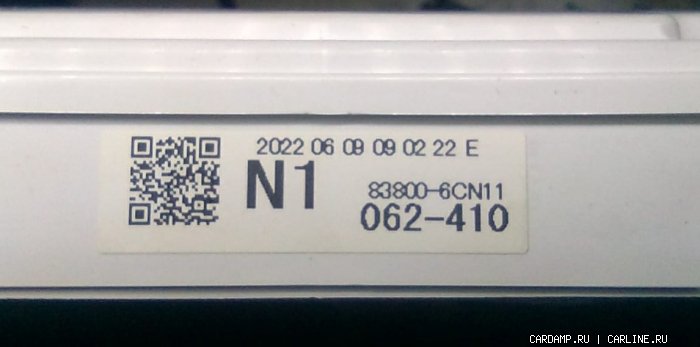 2022 06 09 09 02 22 E
N1
83800-6CN11
062-410
CARDAMP.RU | CARLINE.RU